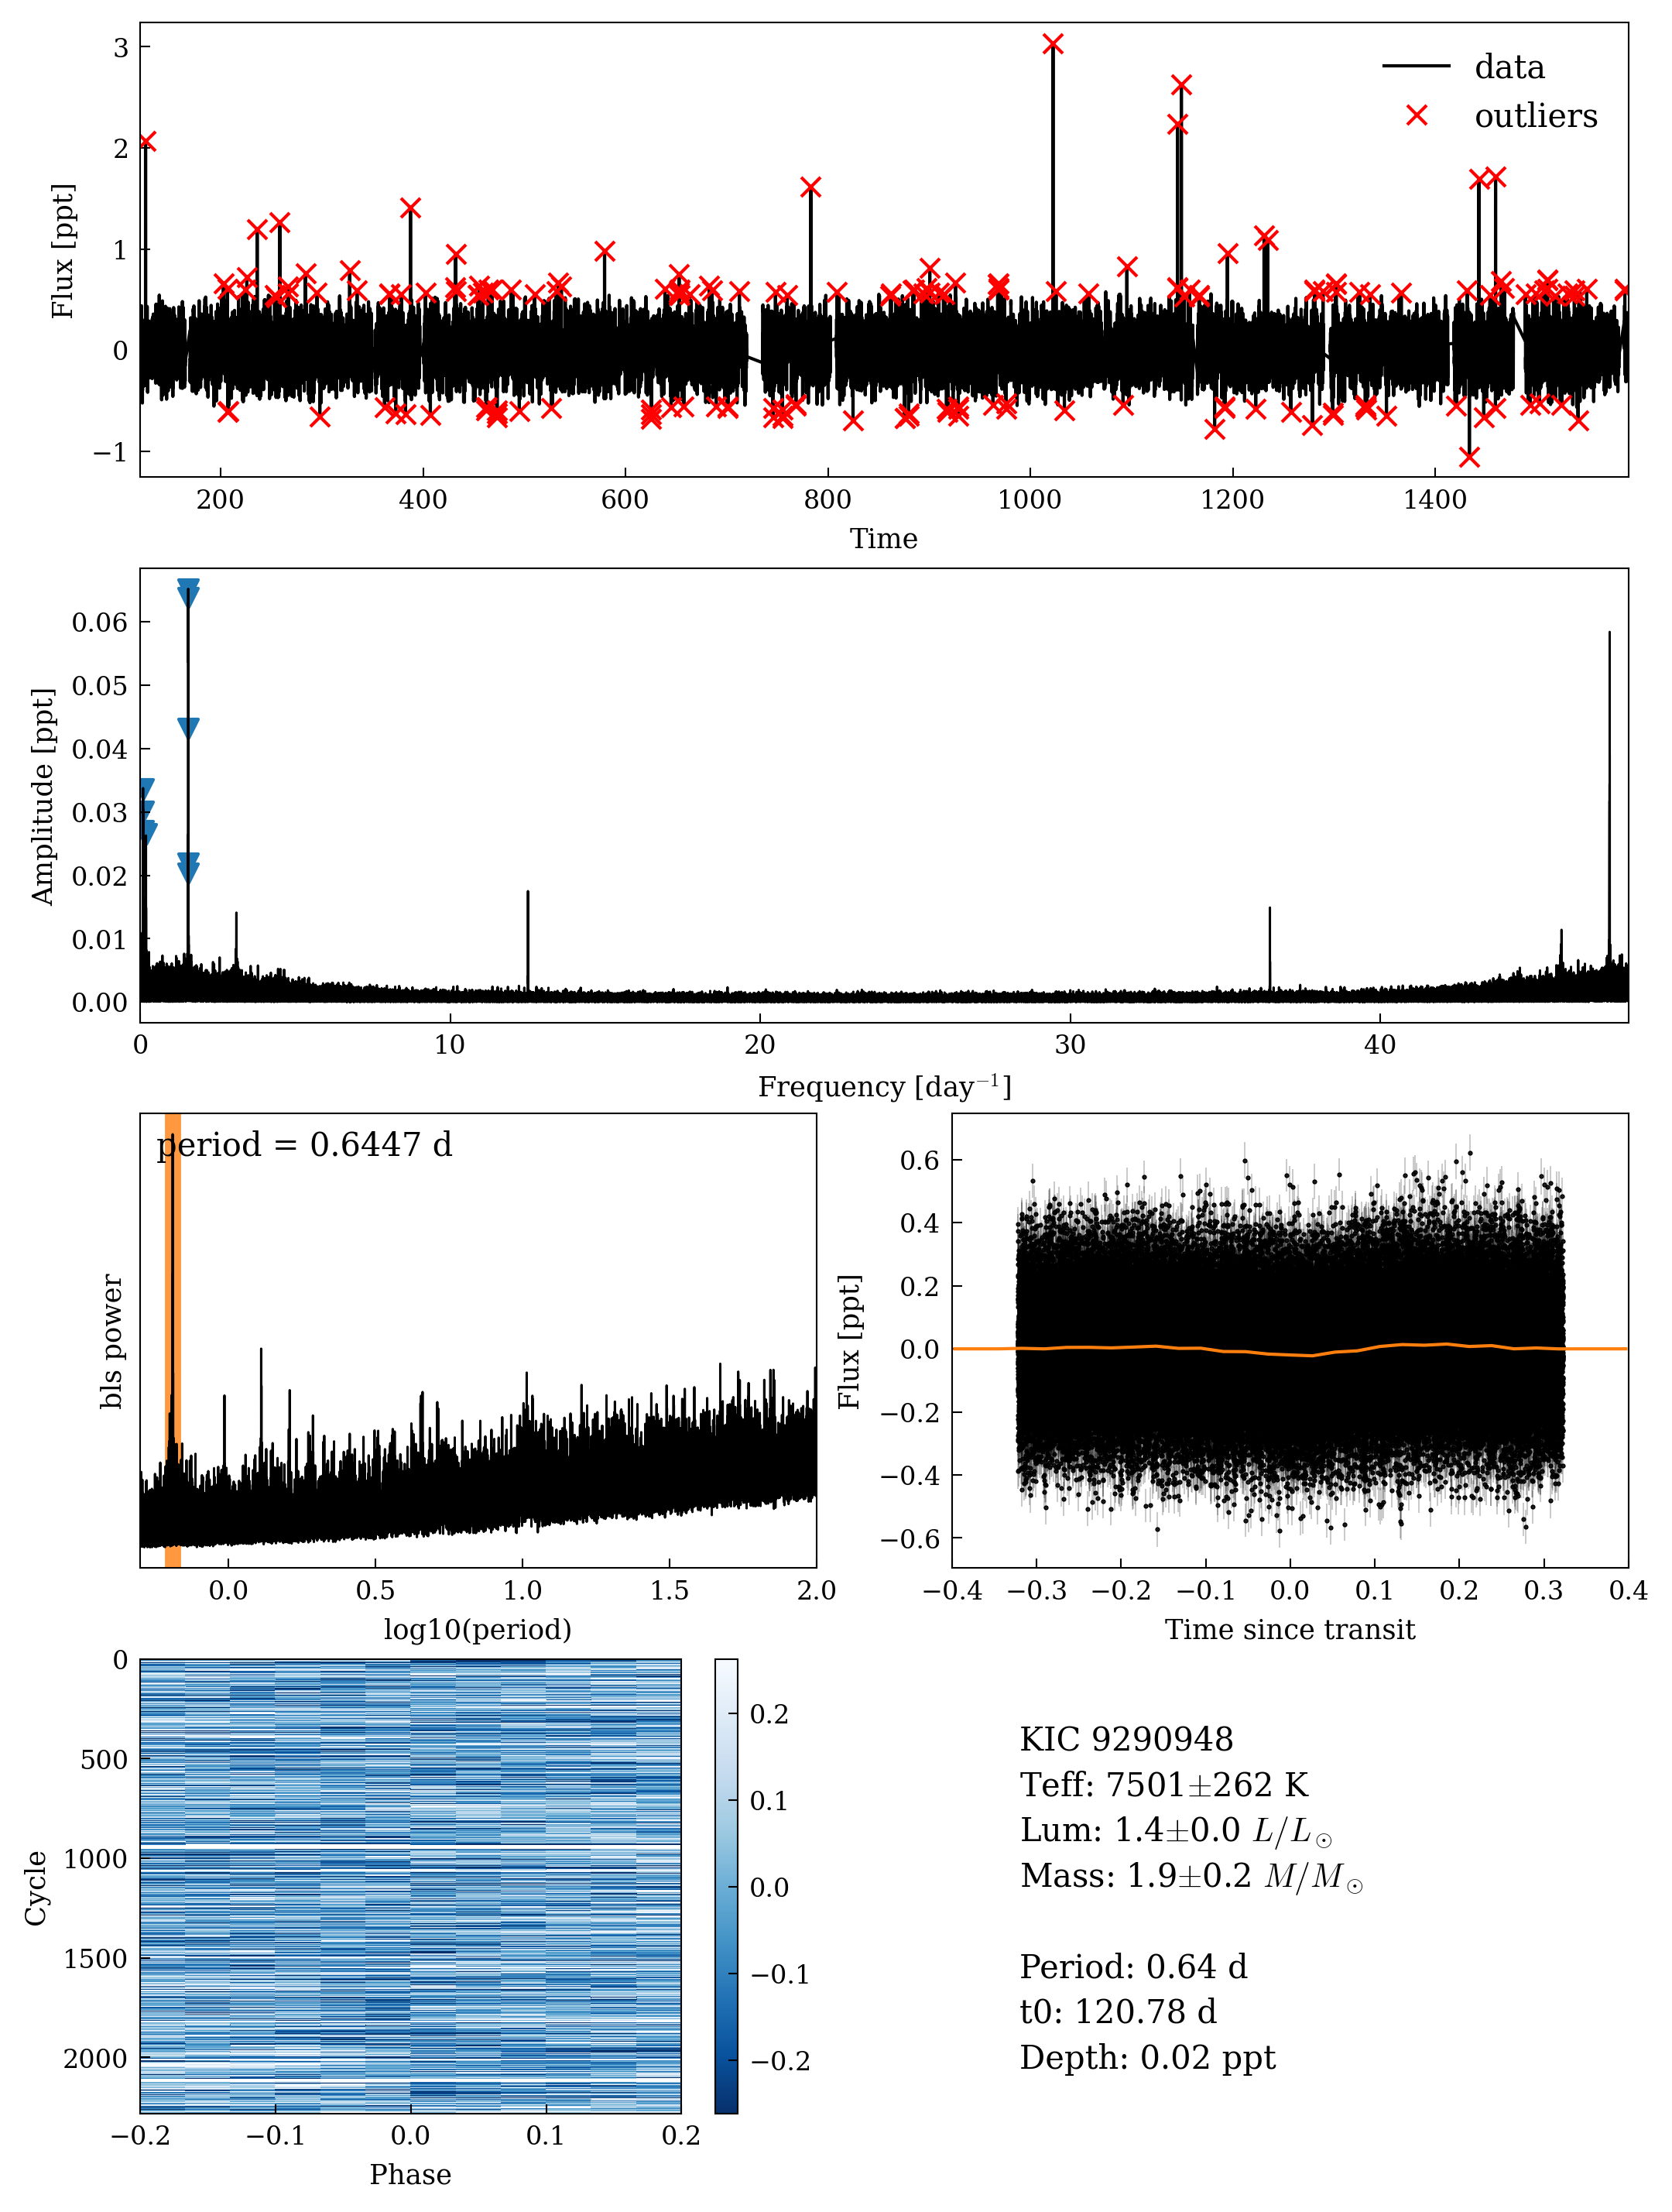 3
2
1
0
−1
Flux [ppt]
data
outliers
200 400 600 800 1000 1200 1400
Time
0.06
0.05
0.04
0.03
0.02
0.01
0.00
Amplitude [ppt]
0 10 20 30 40
Frequency [day⁻¹]
period = 0.6447 d
bls power
0.0 0.5 1.0 1.5 2.0
log10(period)
0.6
0.4
0.2
0.0
−0.2
−0.4
−0.6
Flux [ppt]
−0.4 −0.3 −0.2 −0.1 0.0 0.1 0.2 0.3 0.4
Time since transit
0
500
1000
1500
2000
Cycle
−0.2 −0.1 0.0 0.1 0.2
Phase
0.2
0.1
0.0
−0.1
−0.2
KIC 9290948
Teff: 7501±262 K
Lum: 1.4±0.0 L/L⊙
Mass: 1.9±0.2 M/M⊙
Period: 0.64 d
t0: 120.78 d
Depth: 0.02 ppt